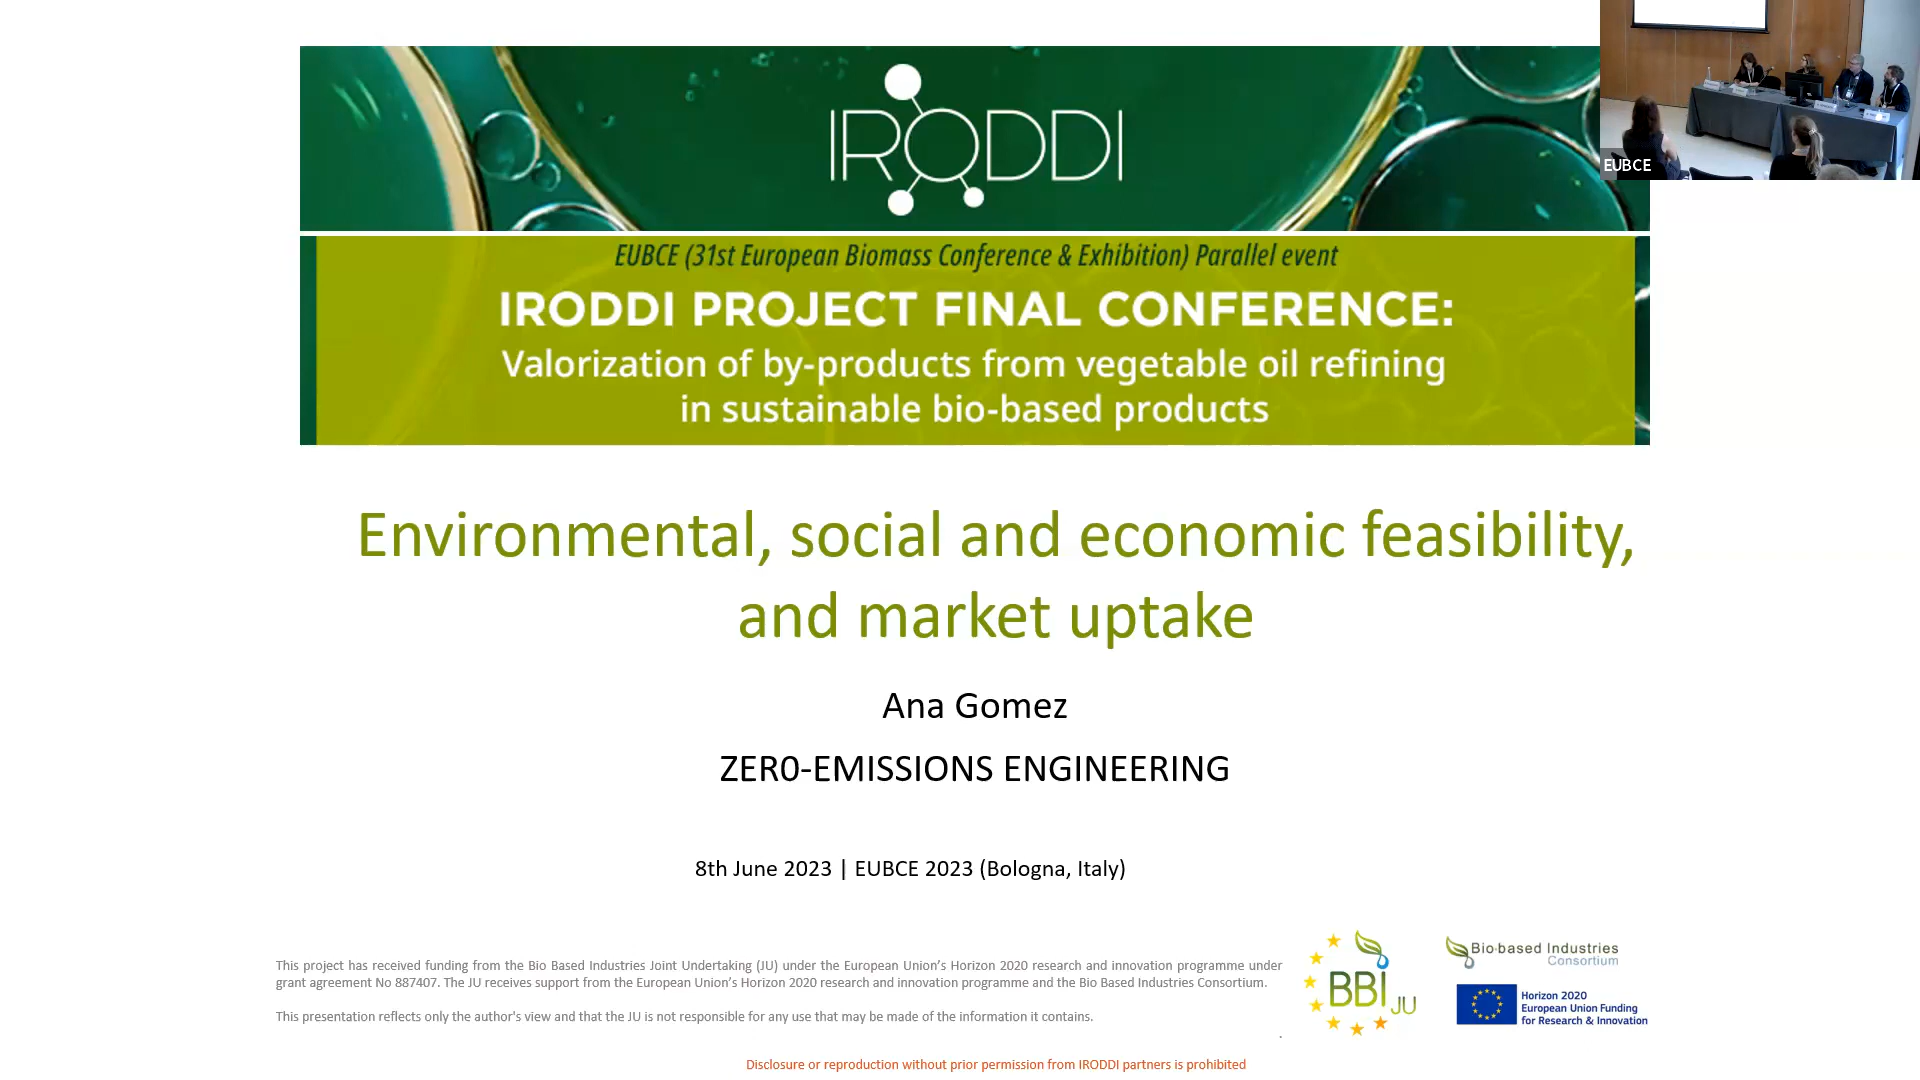 IRODDI
EUBCE
EUBCE (31st European Biomass Conference & Exhibition) Parallel event
IRODDI PROJECT FINAL CONFERENCE:
Valorization of by-products from vegetable oil refining
in sustainable bio-based products
Environmental, social and economic feasibility,
and market uptake
Ana Gomez
ZER0-EMISSIONS ENGINEERING
8th June 2023 | EUBCE 2023 (Bologna, Italy)
This project has received funding from the Bio Based Industries Joint Undertaking (JU) under the European Union’s Horizon 2020 research and innovation programme under
grant agreement No 887407. The JU receives support from the European Union’s Horizon 2020 research and innovation programme and the Bio Based Industries Consortium.
This presentation reflects only the author's view and that the JU is not responsible for any use that may be made of the information it contains.
BBI JU
Bio-based Industries
Consortium
Horizon 2020
European Union Funding
for Research & Innovation
Disclosure or reproduction without prior permission from IRODDI partners is prohibited